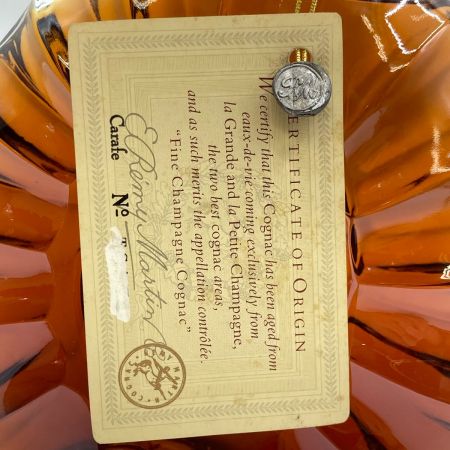 CERTIFICATE OF ORIGIN
We certify that this Cognac has been aged from
eaux-de-vie coming exclusively from
la Grande and la Petite Champagne,
the two best cognac areas,
and as such merits the appellation contrôlée.
"Fine Champagne Cognac"
E. Rémy Martin & C
Carafe Nº